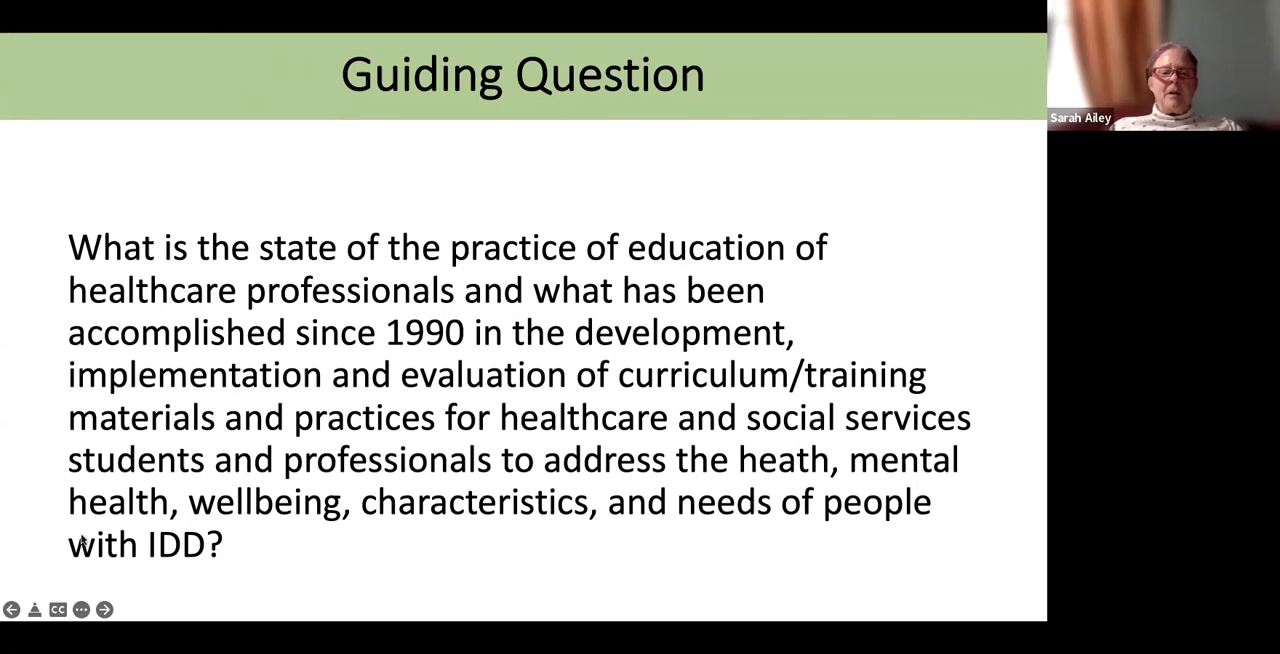 Guiding Question
Sarah Ailey
What is the state of the practice of education of
healthcare professionals and what has been
accomplished since 1990 in the development,
implementation and evaluation of curriculum/training
materials and practices for healthcare and social services
students and professionals to address the heath, mental
health, wellbeing, characteristics, and needs of people
with IDD?
CC